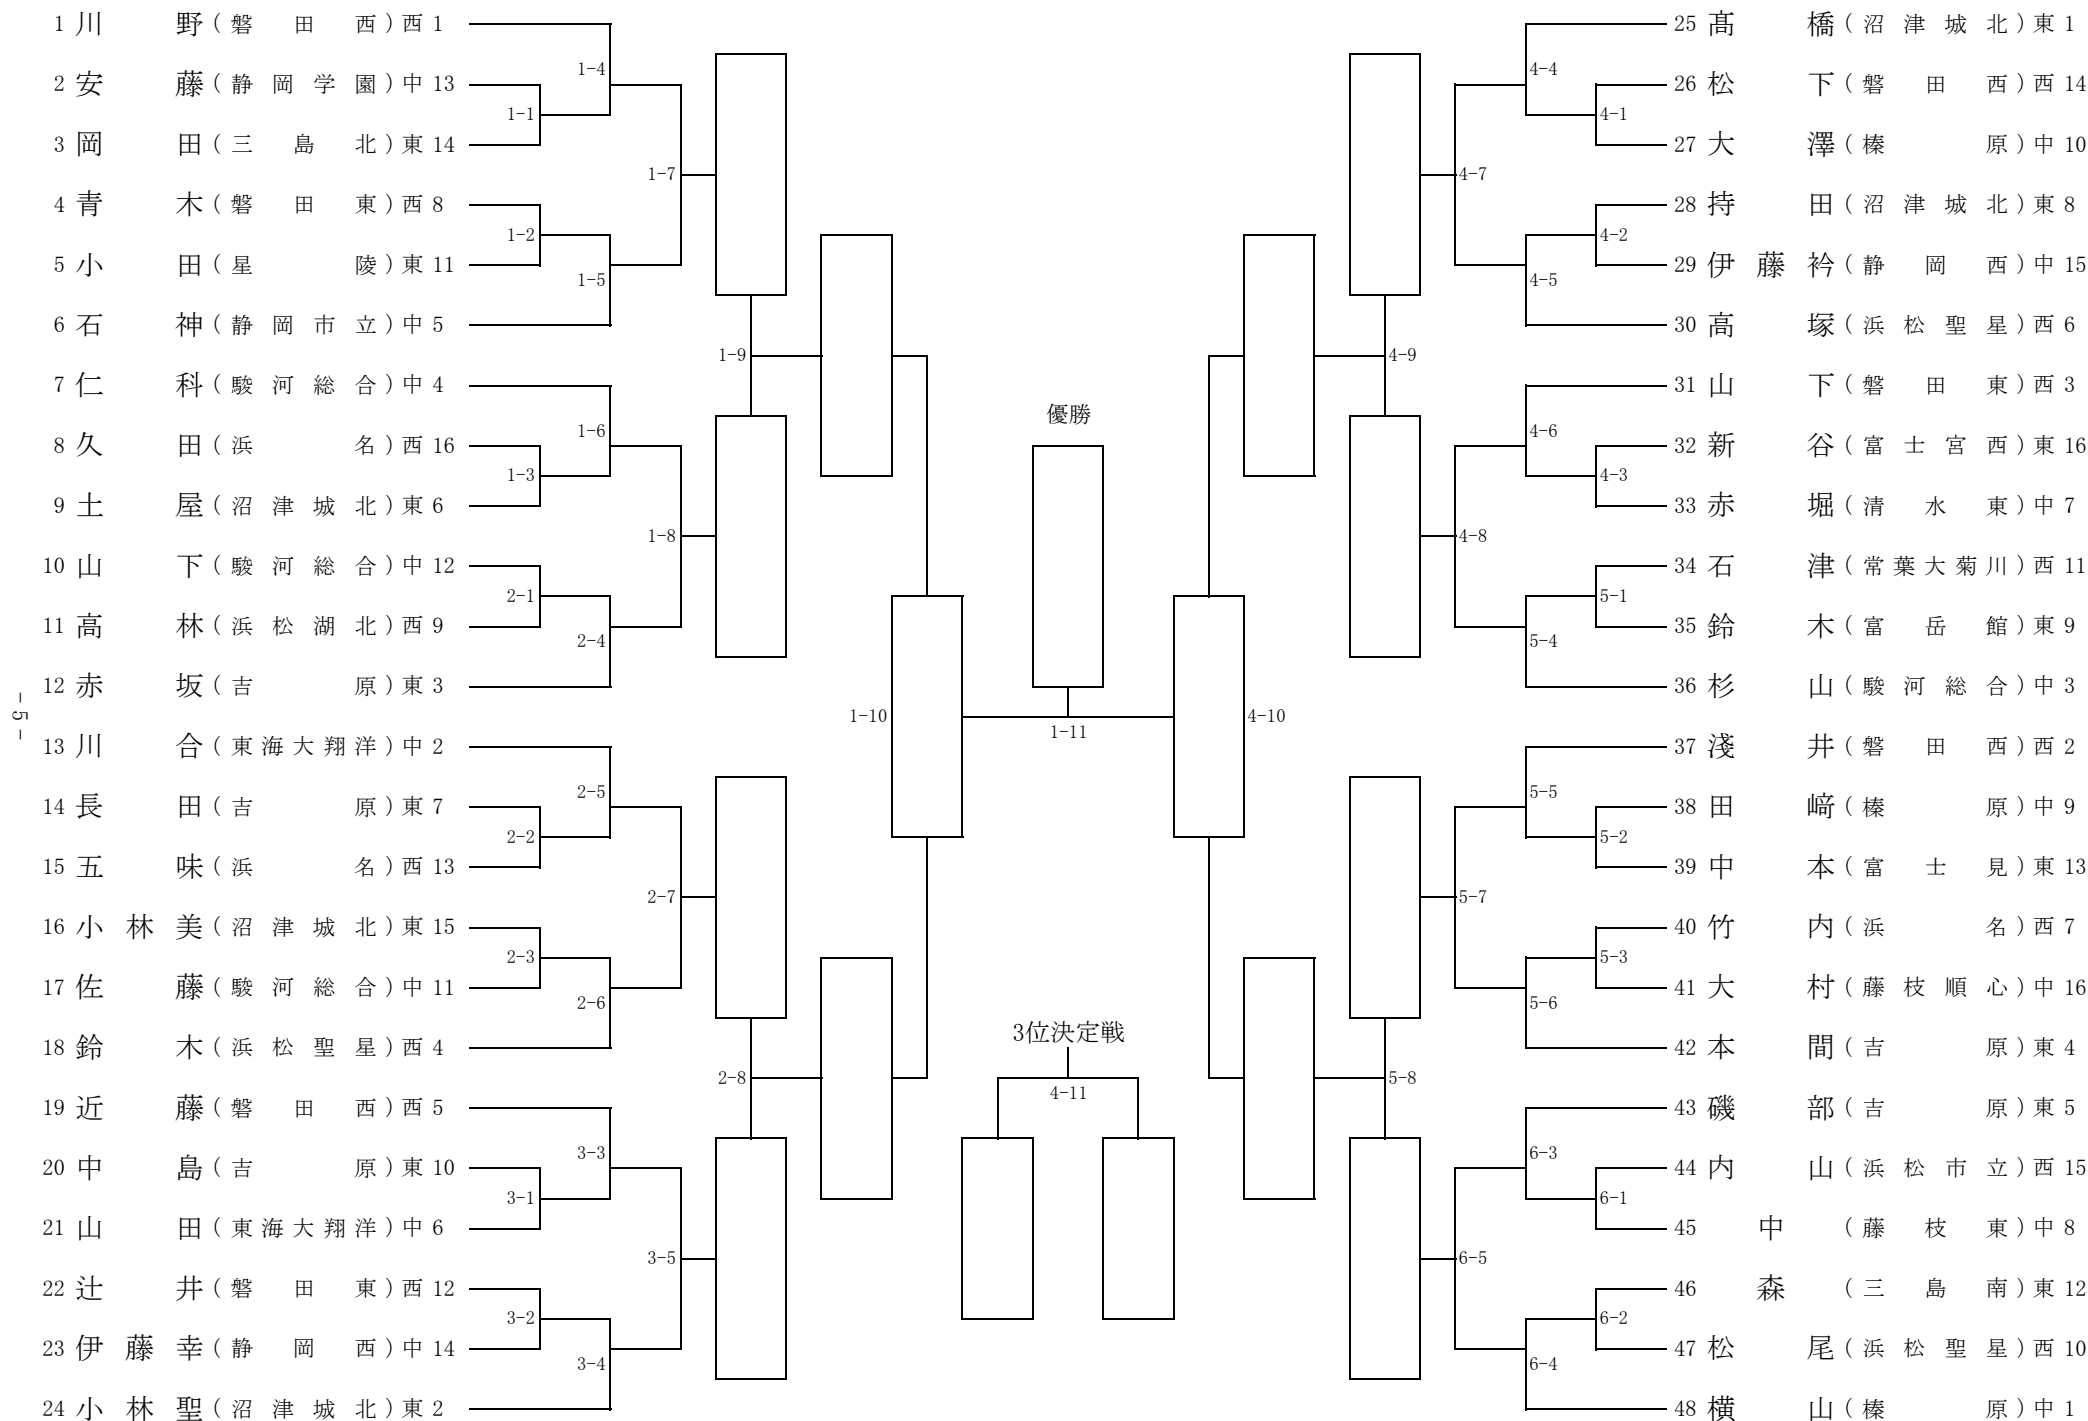 1 川野(磐田西)西 1
2 安藤(静岡学園)中 13
3 岡田(三島北)東 14
4 青木(磐田東)西 8
5 小田(星陵)東 11
6 石神(静岡市立)中 5
7 仁科(駿河総合)中 4
8 久田(浜名)西 16
9 土屋(沼津城北)東 6
10 山下(駿河総合)中 12
11 高林(浜松湖北)西 9
12 赤坂(吉原)東 3
13 川合(東海大翔洋)中 2
14 長田(吉原)東 7
15 五味(浜名)西 13
16 小林美(沼津城北)東 15
17 佐藤(駿河総合)中 11
18 鈴木(浜松聖星)西 4
19 近藤(磐田西)西 5
20 中島(吉原)東 10
21 山田(東海大翔洋)中 6
22 辻井(磐田東)西 12
23 伊藤幸(静岡西)中 14
24 小林聖(沼津城北)東 2
- 5 -
1-4
1-1
1-7
1-2
1-5
1-9
1-6
1-3
1-8
2-1
2-4
1-10
2-5
2-2
2-7
2-3
2-6
2-8
3-3
3-1
3-5
3-2
3-4
優勝
1-11
3位決定戦
4-11
4-4
4-1
4-7
4-2
4-5
4-9
4-6
4-3
4-8
5-1
5-4
4-10
5-5
5-2
5-7
5-3
5-6
5-8
6-3
6-1
6-5
6-2
6-4
25 髙橋(沼津城北)東 1
26 松下(磐田西)西 14
27 大澤(榛原)中 10
28 持田(沼津城北)東 8
29 伊藤衿(静岡西)中 15
30 高塚(浜松聖星)西 6
31 山下(磐田東)西 3
32 新谷(富士宮西)東 16
33 赤堀(清水東)中 7
34 石津(常葉大菊川)西 11
35 鈴木(富岳館)東 9
36 杉山(駿河総合)中 3
37 淺井(磐田西)西 2
38 田﨑(榛原)中 9
39 中本(富士見)東 13
40 竹内(浜名)西 7
41 大村(藤枝順心)中 16
42 本間(吉原)東 4
43 磯部(吉原)東 5
44 内山(浜松市立)西 15
45 中(藤枝東)中 8
46 森(三島南)東 12
47 松尾(浜松聖星)西 10
48 横山(榛原)中 1